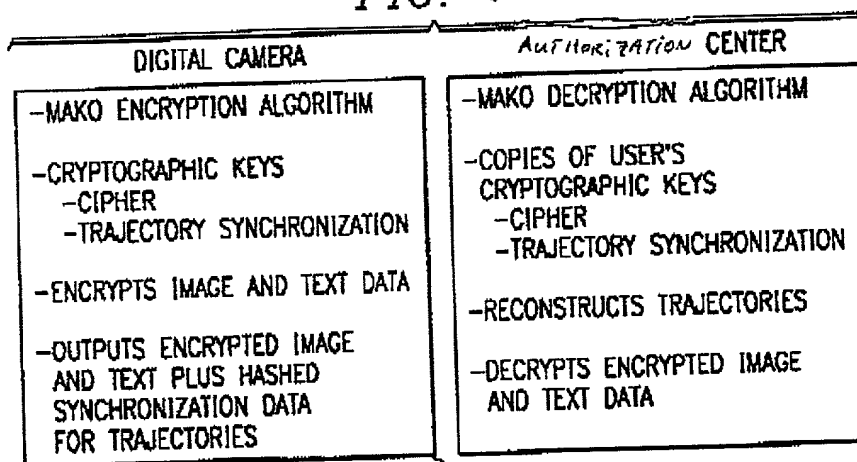 FIG.
DIGITAL CAMERA
-MAKO ENCRYPTION ALGORITHM
-CRYPTOGRAPHIC KEYS
-CIPHER
-TRAJECTORY SYNCHRONIZATION
-ENCRYPTS IMAGE AND TEXT DATA
-OUTPUTS ENCRYPTED IMAGE
AND TEXT PLUS HASHED
SYNCHRONIZATION DATA
FOR TRAJECTORIES
AUTHORiZATiON CENTER
-MAKO DECRYPTION ALGORITHM
-COPIES OF USER'S
CRYPTOGRAPHIC KEYS
-CIPHER
-TRAJECTORY SYNCHRONIZATION
-RECONSTRUCTS TRAJECTORIES
-DECRYPTS ENCRYPTED IMAGE
AND TEXT DATA